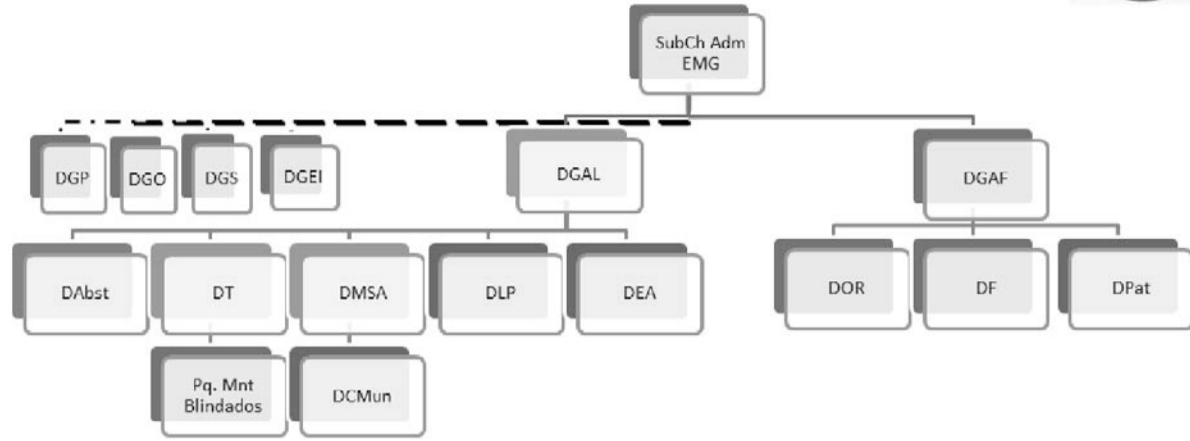 SubCh Adm
EMG
DGP
DGO
DGS
DGEI
DGAL
DGAF
DAbst
DT
DMSA
DLP
DEA
DOR
DF
DPat
Pq. Mnt
Blindados
DCMun